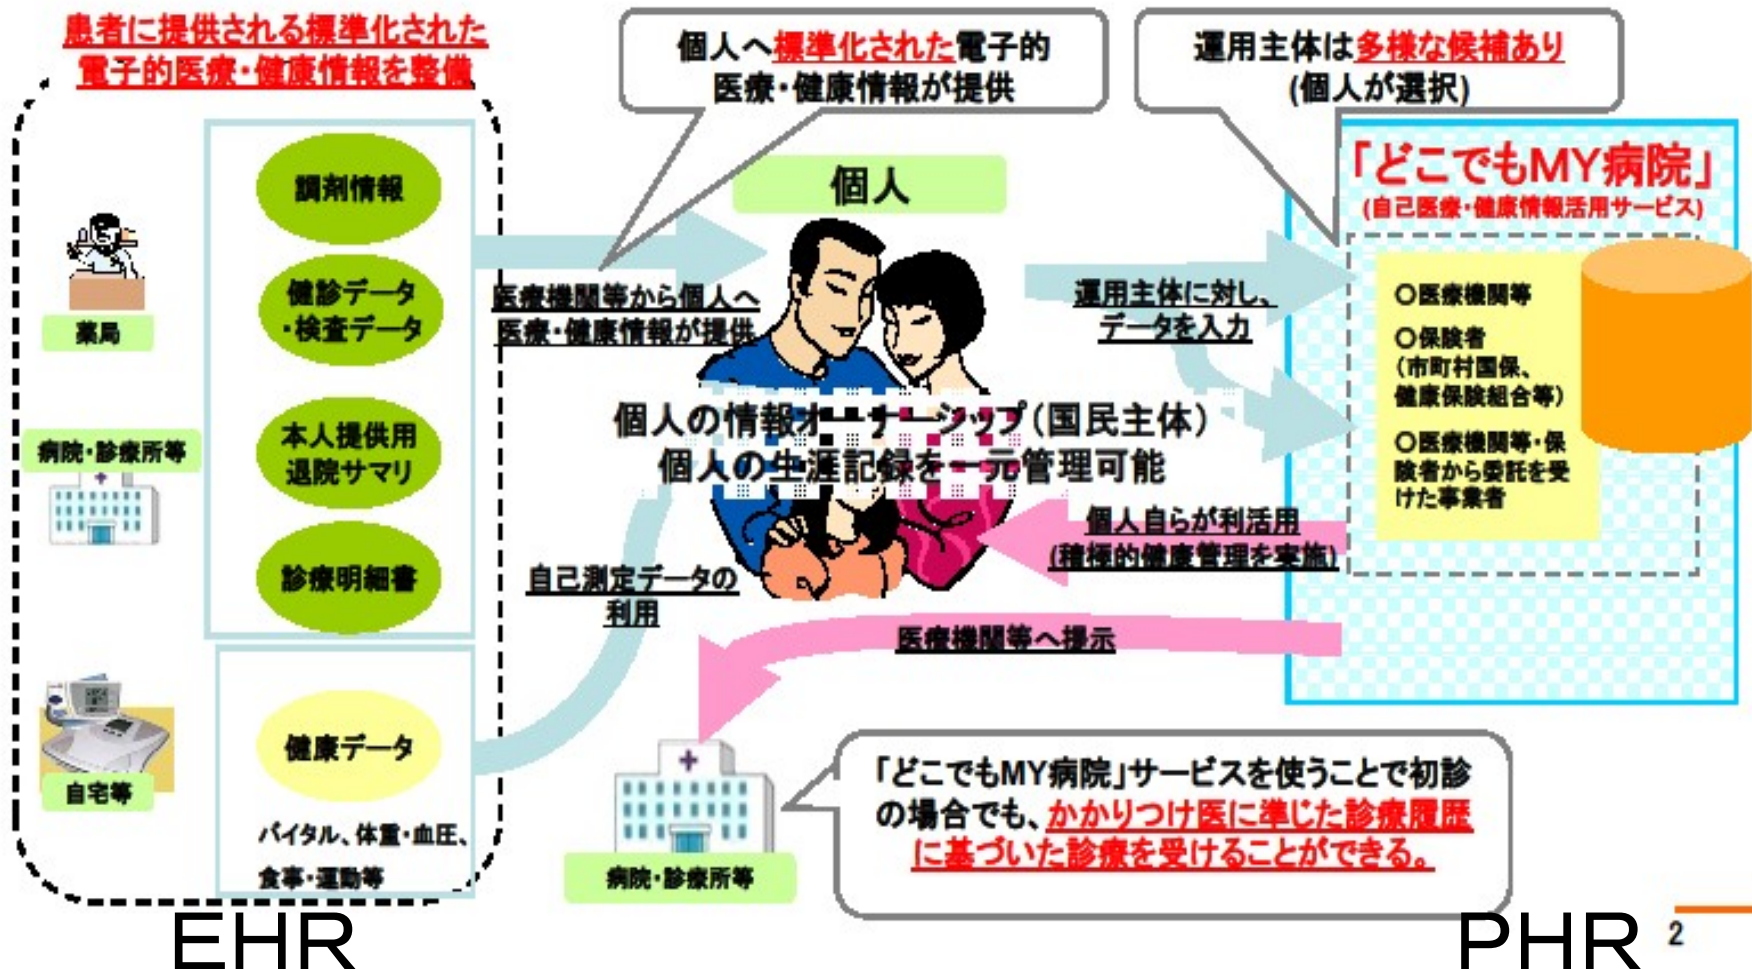 患者に提供される標準化された
電子的医療・健康情報を整備
個人へ標準化された電子的
医療・健康情報が提供
運用主体は多様な候補あり
(個人が選択)
調剤情報
健診データ
・検査データ
本人提供用
退院サマリ
診療明細書
薬局
病院・診療所等
自宅等
健康データ
バイタル、体重・血圧、
食事・運動等
EHR
個人
医療機関等から個人へ
医療・健康情報が提供
個人の情報オーナーシップ(国民主体)
個人の生涯記録を一元管理可能
自己測定データの
利用
運用主体に対し、
データを入力
個人自らが利活用
(積極的健康管理を実施)
医療機関等へ提示
「どこでもMY病院」
(自己医療・健康情報活用サービス)
○医療機関等
○保険者
(市町村国保、
健康保険組合等)
○医療機関等・保
険者から委託を受
けた事業者
病院・診療所等
「どこでもMY病院」サービスを使うことで初診
の場合でも、かかりつけ医に準じた診療履歴
に基づいた診療を受けることができる。
PHR
2